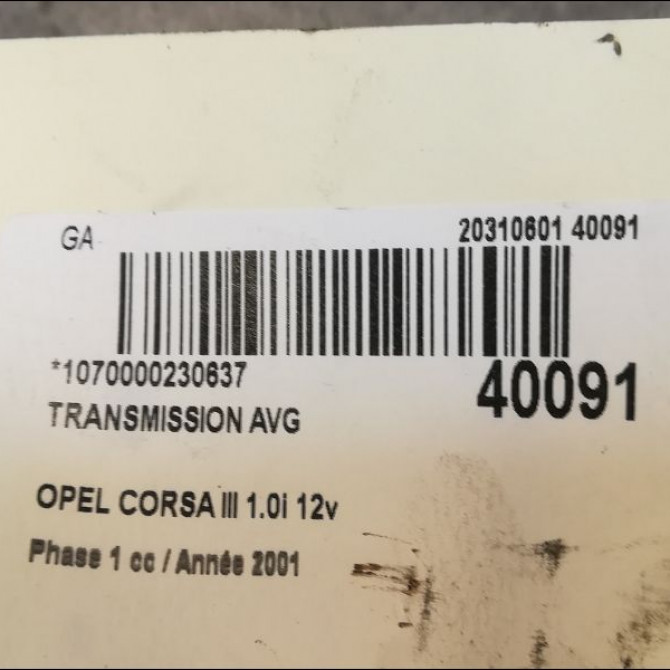 GA
20310601 40091
*1070000230637
40091
TRANSMISSION AVG
OPEL CORSA III 1.0i 12v
Phase 1 cc / Année 2001